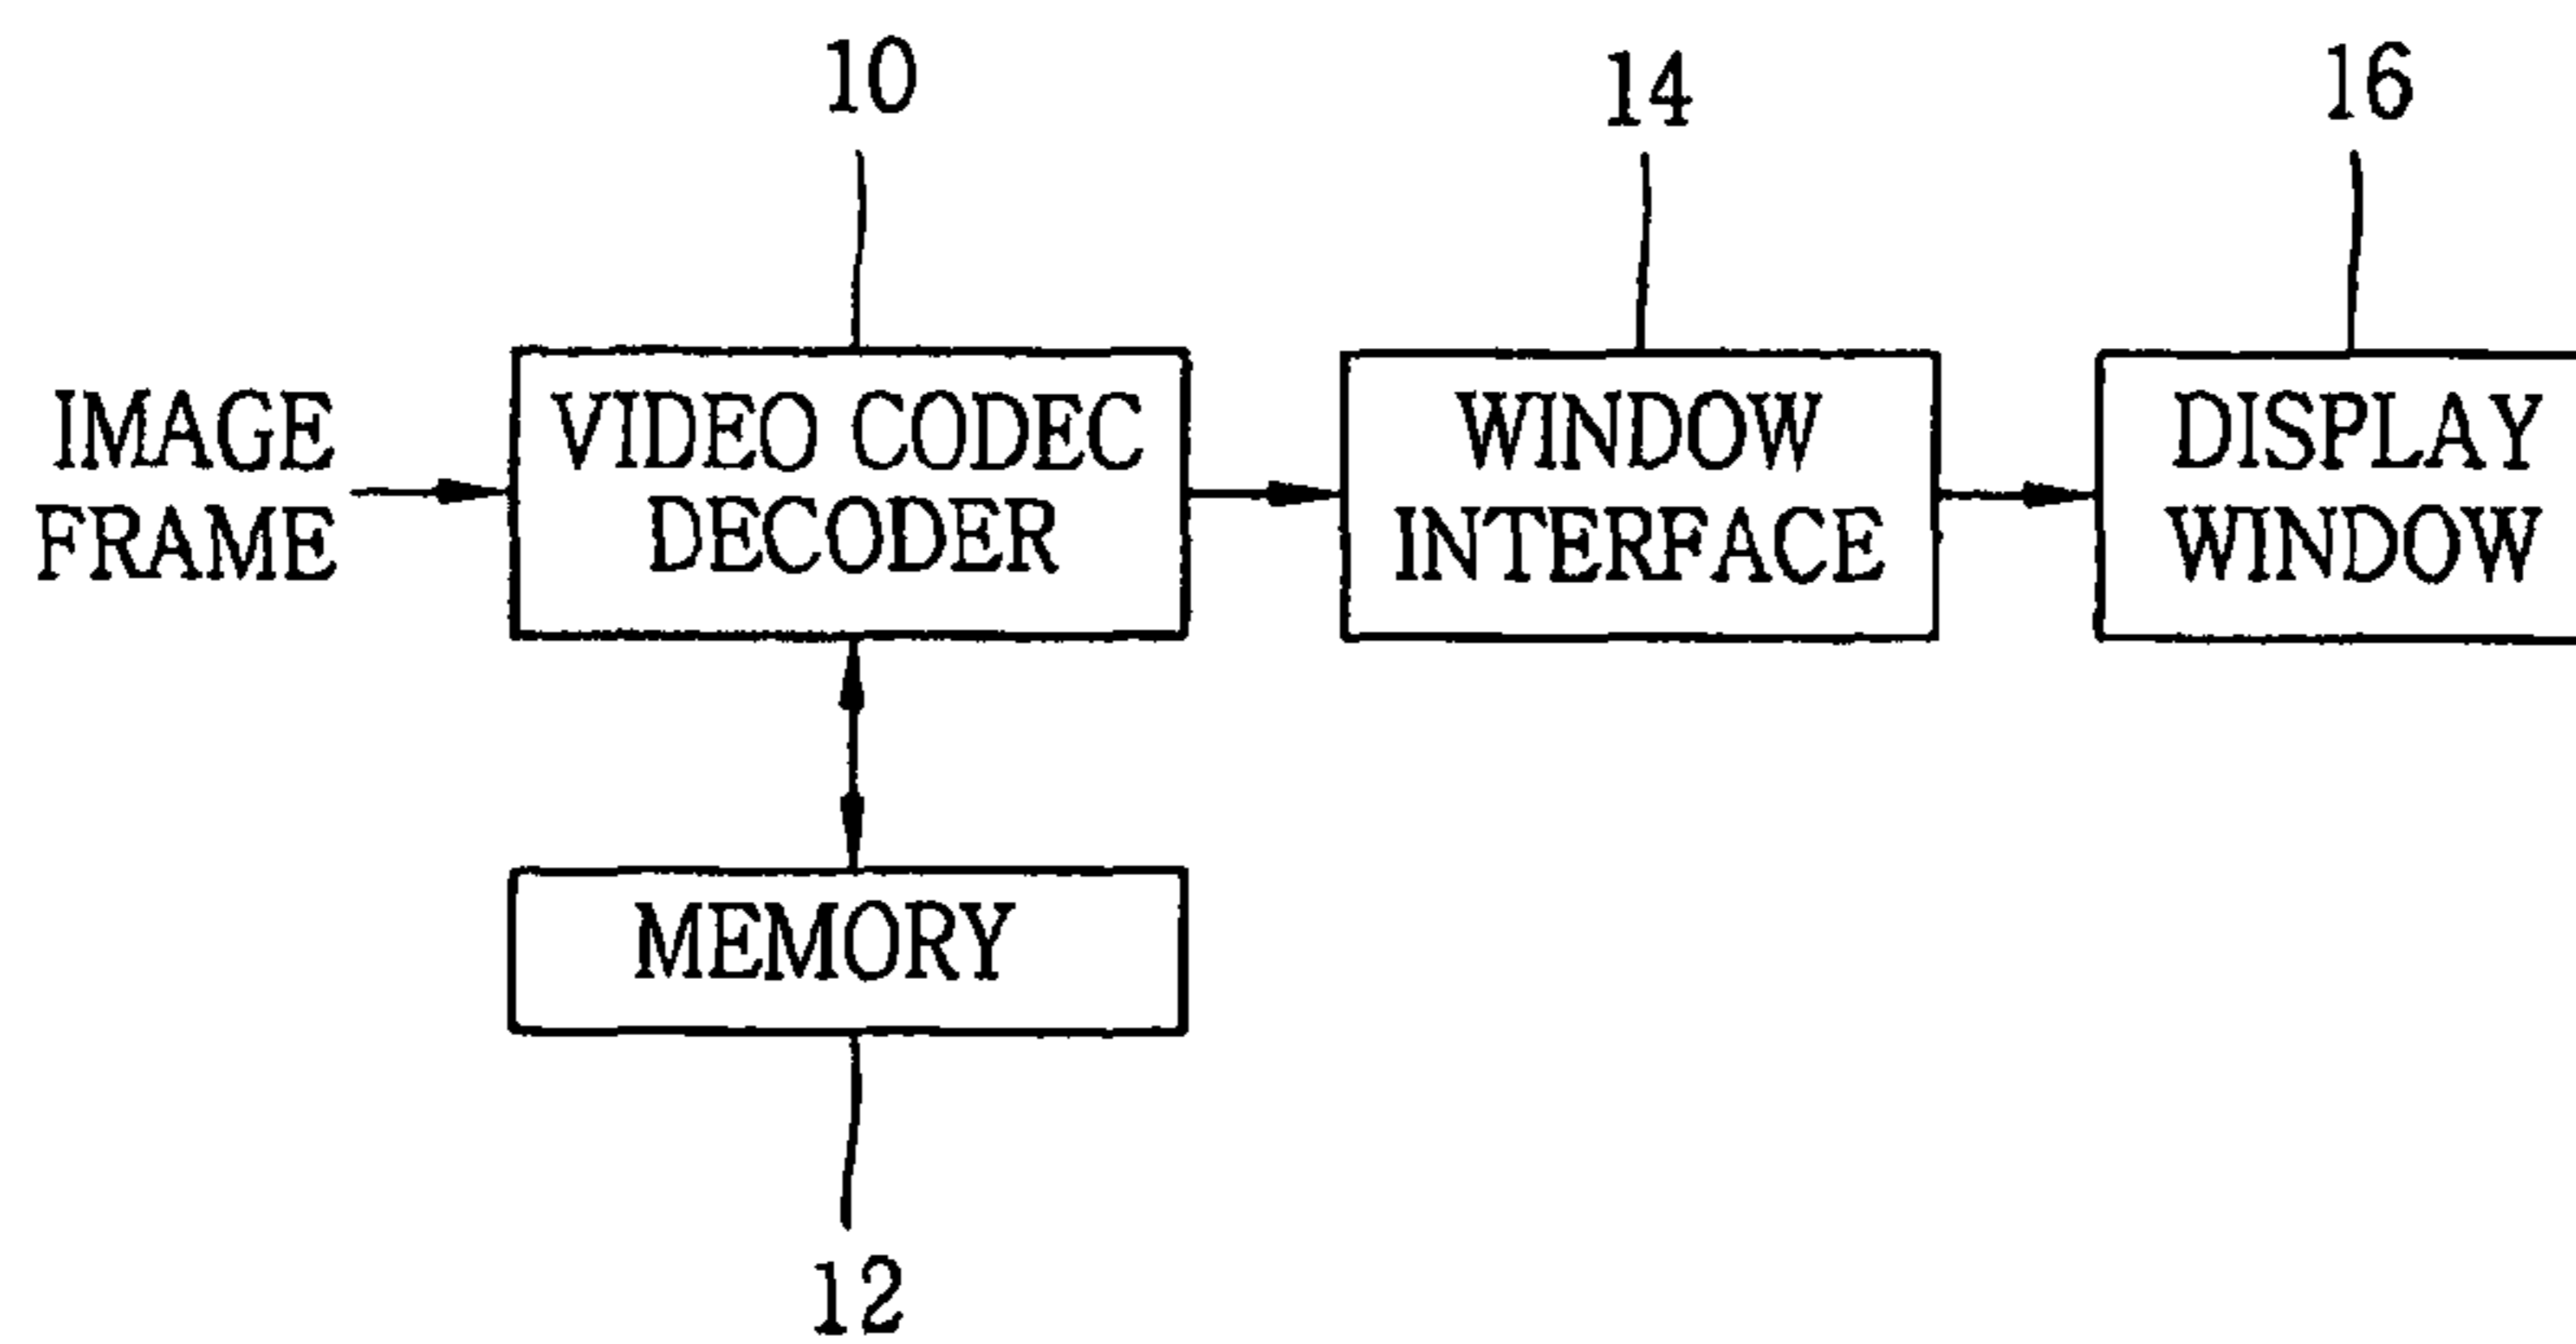 10
14
16
IMAGE
FRAME
VIDEO CODEC
DECODER
WINDOW
INTERFACE
DISPLAY
WINDOW
MEMORY
12